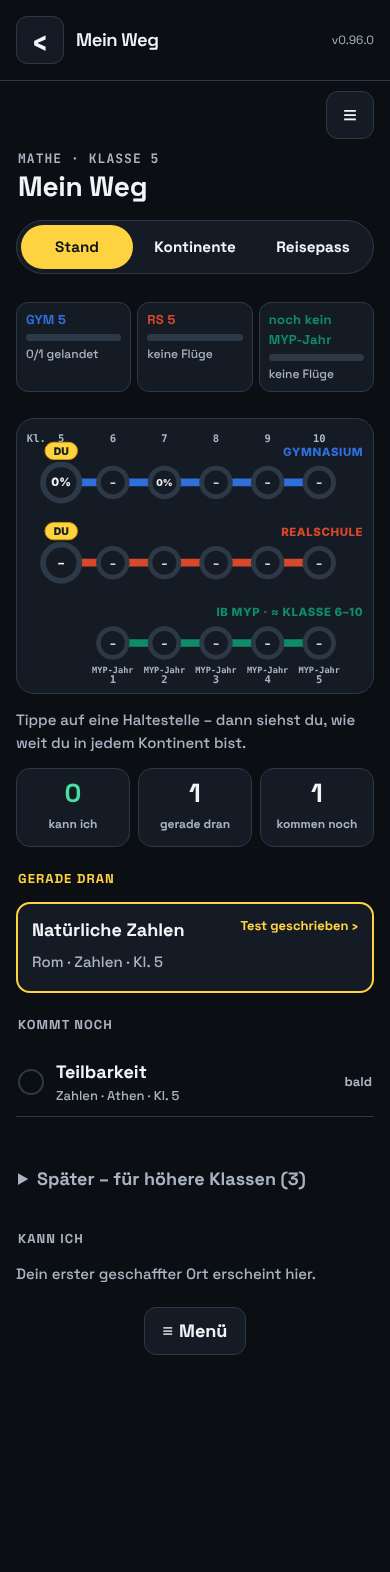 < Mein Weg v0.96.0
≡
MATHE · KLASSE 5
Mein Weg
Stand Kontinente Reisepass
GYM 5
0/1 gelandet
RS 5
keine Flüge
noch kein
MYP-Jahr
keine Flüge
Kl. 5 6 7 8 9 10
DU
GYMNASIUM
0% – 0% – – –
DU
REALSCHULE
– – – – – –
IB MYP · ≈ KLASSE 6–10
– – – – –
MYP-Jahr MYP-Jahr MYP-Jahr MYP-Jahr MYP-Jahr
1 2 3 4 5
Tippe auf eine Haltestelle – dann siehst du, wie
weit du in jedem Kontinent bist.
0 1 1
kann ich gerade dran kommen noch
GERADE DRAN
Natürliche Zahlen Test geschrieben >
Rom · Zahlen · Kl. 5
KOMMT NOCH
Teilbarkeit bald
Zahlen · Athen · Kl. 5
▶ Später – für höhere Klassen (3)
KANN ICH
Dein erster geschaffter Ort erscheint hier.
≡ Menü